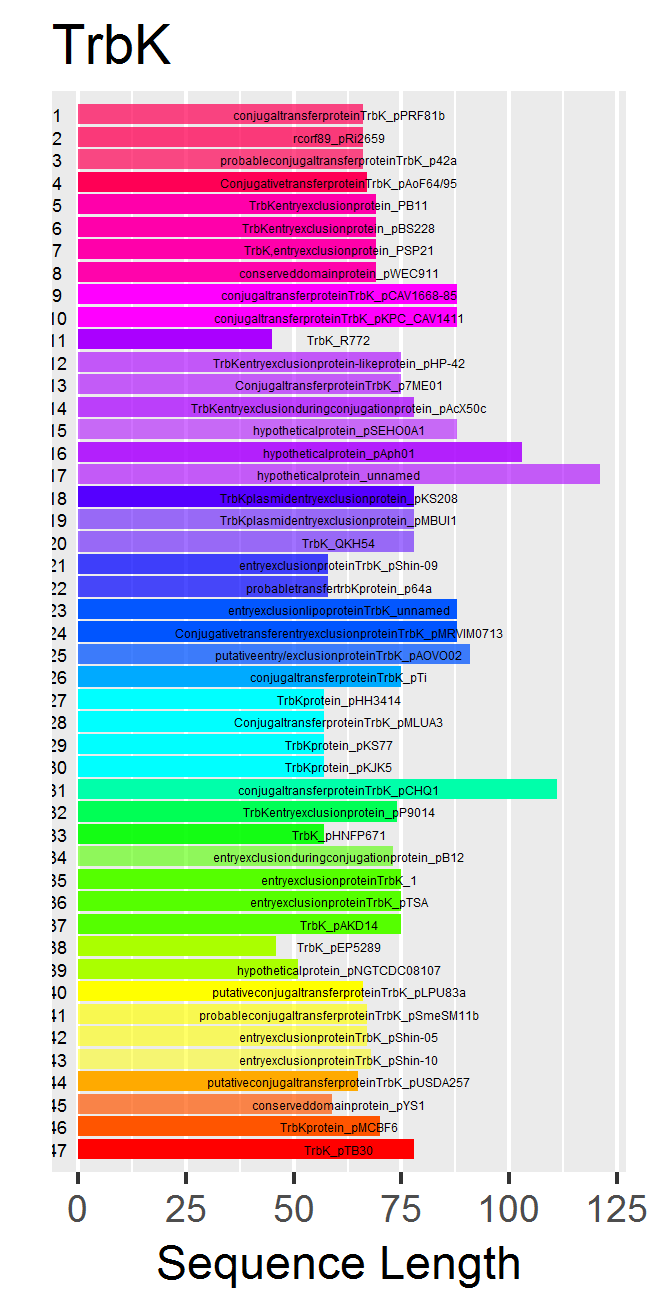 TrbK
1 conjugaltransferproteinTrbK_pPRF81b
2 rcorf89_pRi2659
3 probableconjugaltransferproteinTrbK_p42a
4 ConjugativetransferproteinTrbK_pAoF64/95
5 TrbKentryexclusionprotein_PB11
6 TrbKentryexclusionprotein_pBS228
7 TrbK,entryexclusionprotein_PSP21
8 conserveddomainprotein_pWEC911
9 conjugaltransferproteinTrbK_pCAV1668-85
10 conjugaltransferproteinTrbK_pKPC_CAV1411
11 TrbK_R772
12 TrbKentryexclusionprotein-likeprotein_pHP-42
13 ConjugaltransferproteinTrbK_p7ME01
14 TrbKentryexclusionduringconjugationprotein_pAcX50c
15 hypotheticalprotein_pSEHO0A1
16 hypotheticalprotein_pAph01
17 hypotheticalprotein_unnamed
18 TrbKplasmidentryexclusionprotein_pKS208
19 TrbKplasmidentryexclusionprotein_pMBUI1
20 TrbK_QKH54
21 entryexclusionproteinTrbK_pShin-09
22 probabletransfertrbKprotein_p64a
23 entryexclusionlipoproteinTrbK_unnamed
24 ConjugativetransferentryexclusionproteinTrbK_pMRVIM0713
25 putativeentry/exclusionproteinTrbK_pAOVO02
26 conjugaltransferproteinTrbK_pTi
27 TrbKprotein_pHH3414
28 ConjugaltransferproteinTrbK_pMLUA3
29 TrbKprotein_pKS77
30 TrbKprotein_pKJK5
31 conjugaltransferproteinTrbK_pCHQ1
32 TrbKentryexclusionprotein_pP9014
33 TrbK_pHNFP671
34 entryexclusionduringconjugationprotein_pB12
35 entryexclusionproteinTrbK_1
36 entryexclusionproteinTrbK_pTSA
37 TrbK_pAKD14
38 TrbK_pEP5289
39 hypotheticalprotein_pNGTCDC08107
40 putativeconjugaltransferproteinTrbK_pLPU83a
41 probableconjugaltransferproteinTrbK_pSmeSM11b
42 entryexclusionproteinTrbK_pShin-05
43 entryexclusionproteinTrbK_pShin-10
44 putativeconjugaltransferproteinTrbK_pUSDA257
45 conserveddomainprotein_pYS1
46 TrbKprotein_pMCBF6
47 TrbK_pTB30
0 25 50 75 100 125
Sequence Length